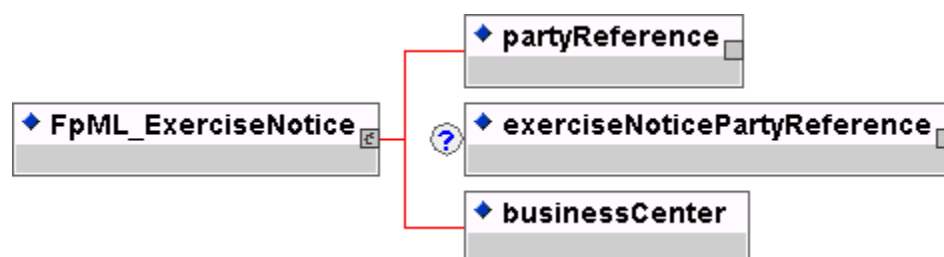 partyReference
FpML_ExerciseNotice
?
exerciseNoticePartyReference
businessCenter